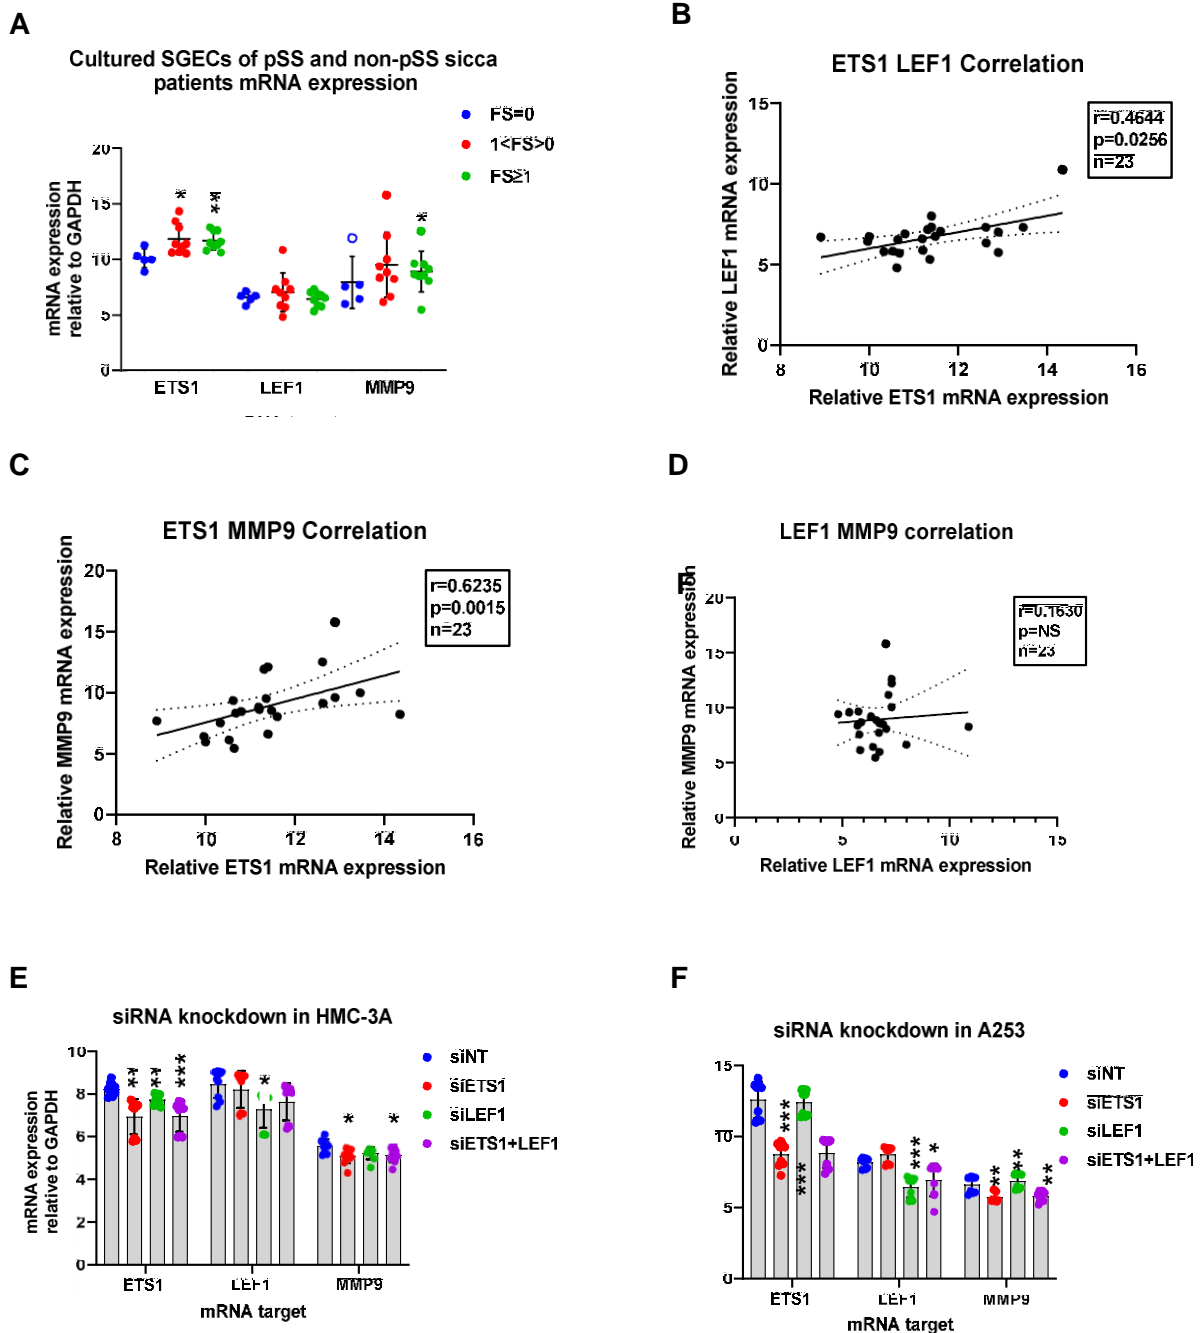 A
Cultured SGECs of pSS and non-pSS sicca
patients mRNA expression
FS=0
1<FS>0
FS≥1
mRNA expression
relative to GAPDH
20
15
10
5
0
*
**
*
ETS1 LEF1 MMP9
B
ETS1 LEF1 Correlation
r=0.4644
p=0.0256
n=23
Relative LEF1 mRNA expression
15
10
5
0
8 10 12 14 16
Relative ETS1 mRNA expression
C
ETS1 MMP9 Correlation
r=0.6235
p=0.0015
n=23
Relative MMP9 mRNA expression
20
15
10
5
0
8 10 12 14 16
Relative ETS1 mRNA expression
D
LEF1 MMP9 correlation
F
r=0.1630
p=NS
n=23
Relative MMP9 mRNA expression
20
15
10
5
0
0 5 10 15
Relative LEF1 mRNA expression
E
siRNA knockdown in HMC-3A
siNT
siETS1
siLEF1
siETS1+LEF1
mRNA expression
relative to GAPDH
10
8
6
4
2
0
**
**
***
*
*
*
ETS1 LEF1 MMP9
mRNA target
F
siRNA knockdown in A253
siNT
siETS1
siLEF1
siETS1+LEF1
15
10
5
0
***
***
***
*
**
**
**
ETS1 LEF1 MMP9
mRNA target